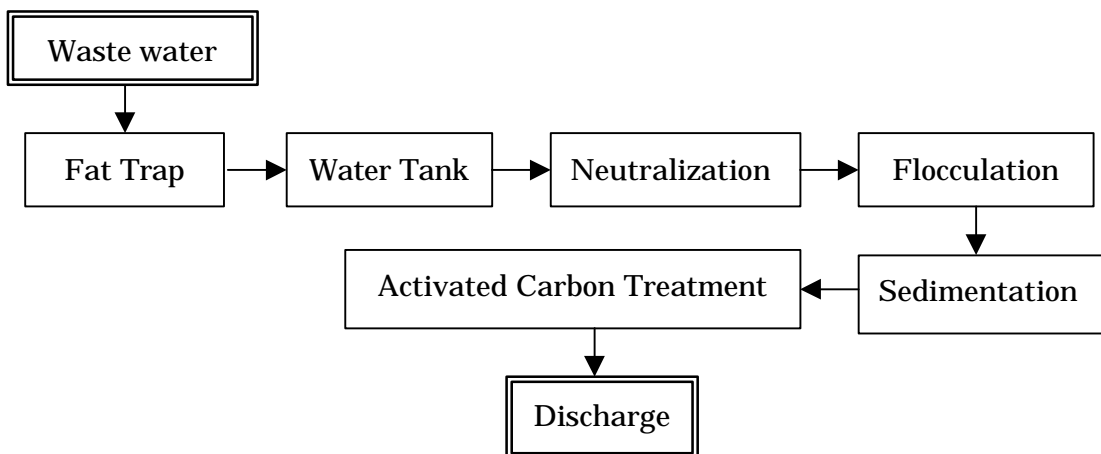 Waste water
Fat Trap
Water Tank
Neutralization
Flocculation
Activated Carbon Treatment
Sedimentation
Discharge